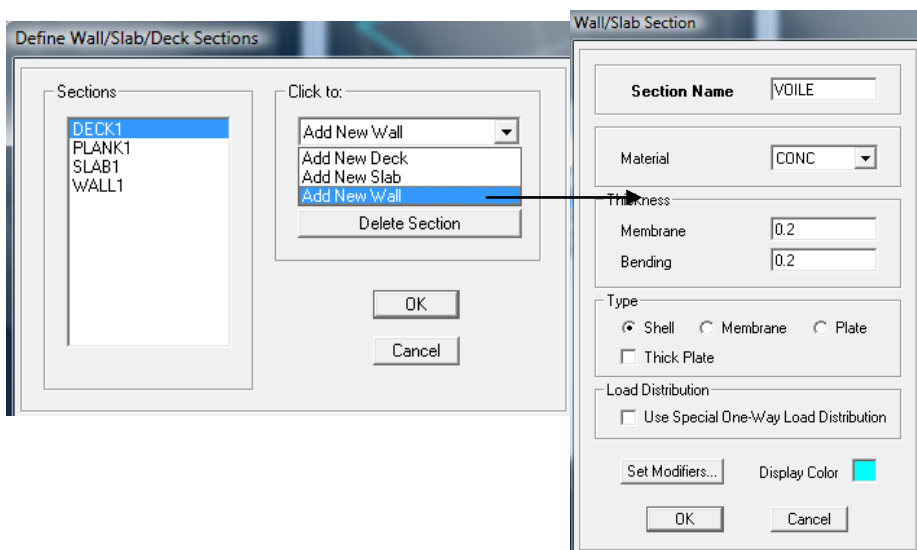 Define Wall/Slab/Deck Sections
Sections
DECK1
PLANK1
SLAB1
WALL1
Click to:
Add New Wall
Add New Deck
Add New Slab
Add New Wall
Delete Section
OK
Cancel
Wall/Slab Section
Section Name VOILE
Material CONC
Thickness
Membrane 0.2
Bending 0.2
Type
Shell Membrane Plate
Thick Plate
Load Distribution
Use Special One-Way Load Distribution
Set Modifiers... Display Color
OK Cancel